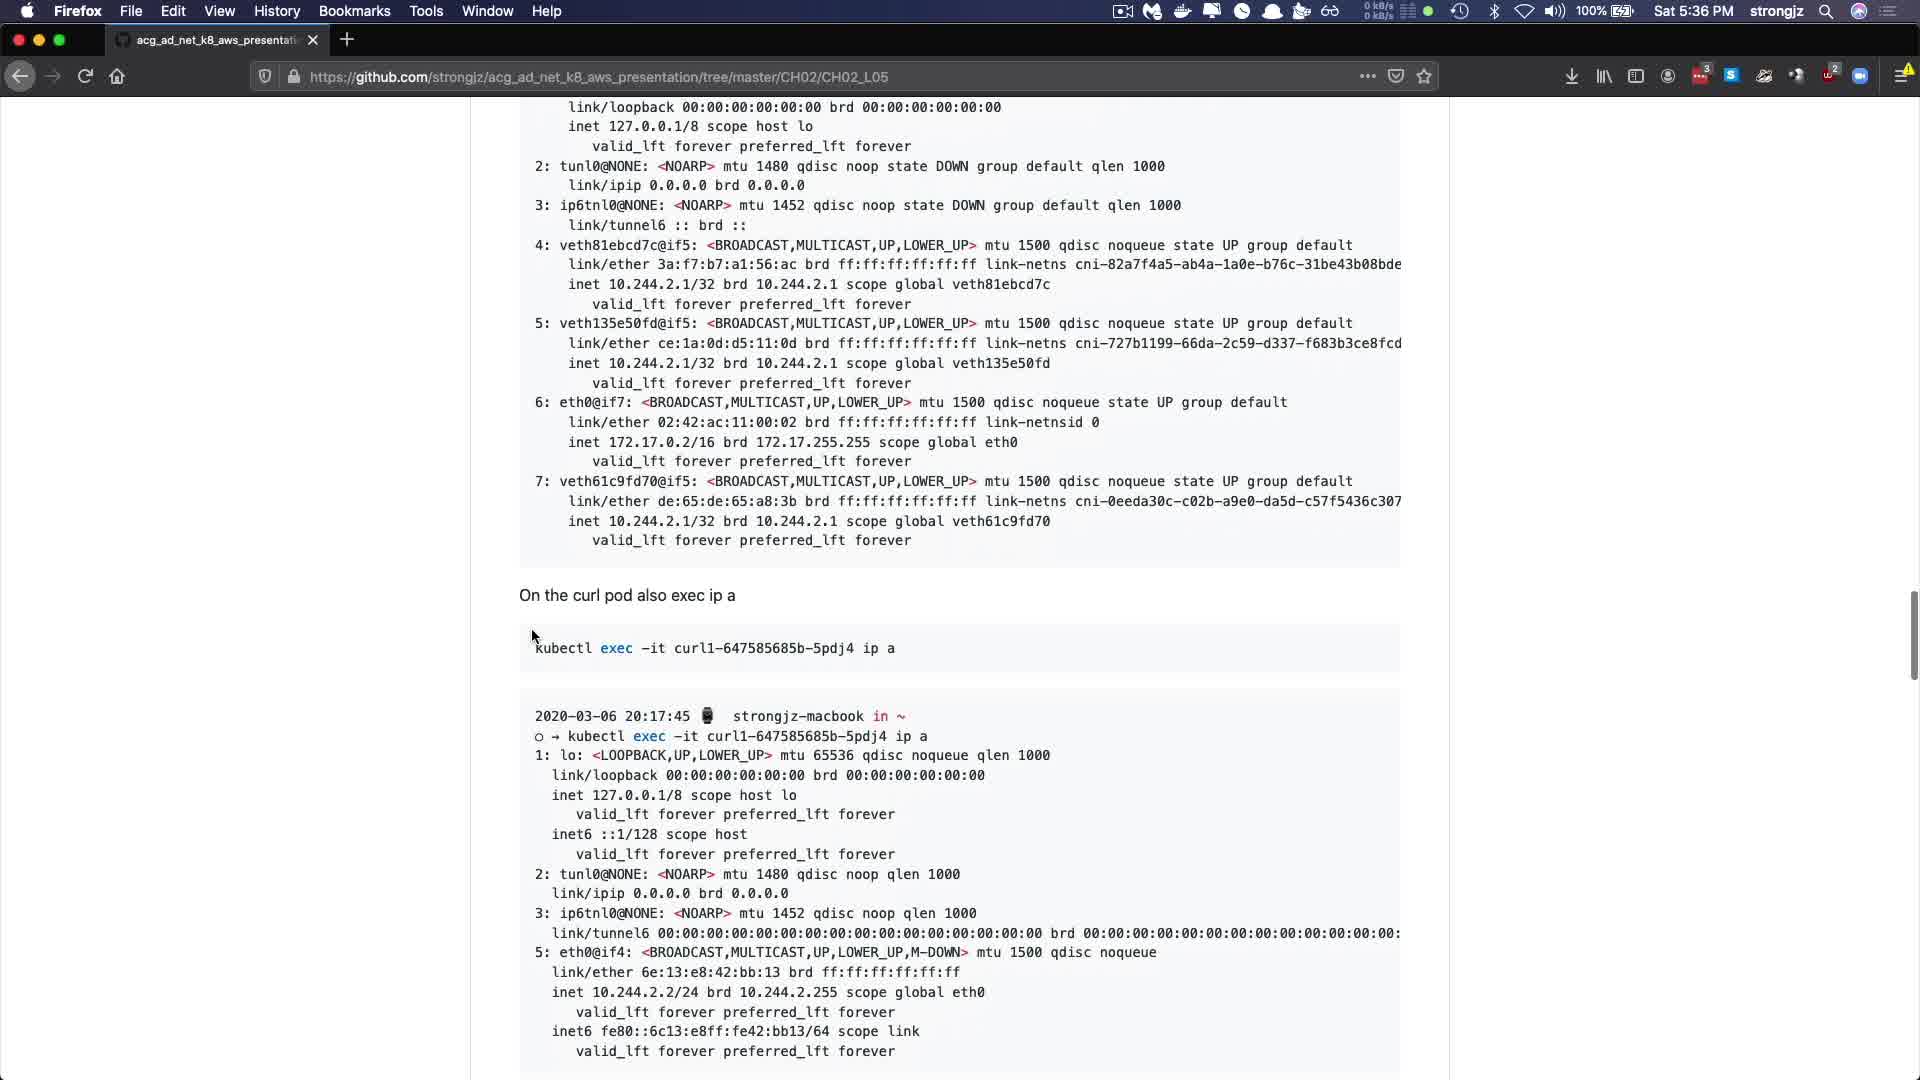 Firefox File Edit View History Bookmarks Tools Window Help 0 kB/s 0 kB/s 100% Sat 5:36 PM strongjz
acg_ad_net_k8_aws_presentati
https://github.com/strongjz/acg_ad_net_k8_aws_presentation/tree/master/CH02/CH02_L05 3 S 2
link/loopback 00:00:00:00:00:00 brd 00:00:00:00:00:00
inet 127.0.0.1/8 scope host lo
valid_lft forever preferred_lft forever
2: tunl0@NONE: <NOARP> mtu 1480 qdisc noop state DOWN group default qlen 1000
link/ipip 0.0.0.0 brd 0.0.0.0
3: ip6tnl0@NONE: <NOARP> mtu 1452 qdisc noop state DOWN group default qlen 1000
link/tunnel6 :: brd ::
4: veth81ebcd7c@if5: <BROADCAST,MULTICAST,UP,LOWER_UP> mtu 1500 qdisc noqueue state UP group default
link/ether 3a:f7:b7:a1:56:ac brd ff:ff:ff:ff:ff:ff link-netns cni-82a7f4a5-ab4a-1a0e-b76c-31be43b08bde
inet 10.244.2.1/32 brd 10.244.2.1 scope global veth81ebcd7c
valid_lft forever preferred_lft forever
5: veth135e50fd@if5: <BROADCAST,MULTICAST,UP,LOWER_UP> mtu 1500 qdisc noqueue state UP group default
link/ether ce:1a:0d:d5:11:0d brd ff:ff:ff:ff:ff:ff link-netns cni-727b1199-66da-2c59-d337-f683b3ce8fcd
inet 10.244.2.1/32 brd 10.244.2.1 scope global veth135e50fd
valid_lft forever preferred_lft forever
6: eth0@if7: <BROADCAST,MULTICAST,UP,LOWER_UP> mtu 1500 qdisc noqueue state UP group default
link/ether 02:42:ac:11:00:02 brd ff:ff:ff:ff:ff:ff link-netnsid 0
inet 172.17.0.2/16 brd 172.17.255.255 scope global eth0
valid_lft forever preferred_lft forever
7: veth61c9fd70@if5: <BROADCAST,MULTICAST,UP,LOWER_UP> mtu 1500 qdisc noqueue state UP group default
link/ether de:65:de:65:a8:3b brd ff:ff:ff:ff:ff:ff link-netns cni-0eeda30c-c02b-a9e0-da5d-c57f5436c307
inet 10.244.2.1/32 brd 10.244.2.1 scope global veth61c9fd70
valid_lft forever preferred_lft forever
On the curl pod also exec ip a
kubectl exec -it curl1-647585685b-5pdj4 ip a
2020-03-06 20:17:45 ⌚ strongjz-macbook in ~
○ → kubectl exec -it curl1-647585685b-5pdj4 ip a
1: lo: <LOOPBACK,UP,LOWER_UP> mtu 65536 qdisc noqueue qlen 1000
link/loopback 00:00:00:00:00:00 brd 00:00:00:00:00:00
inet 127.0.0.1/8 scope host lo
valid_lft forever preferred_lft forever
inet6 ::1/128 scope host
valid_lft forever preferred_lft forever
2: tunl0@NONE: <NOARP> mtu 1480 qdisc noop qlen 1000
link/ipip 0.0.0.0 brd 0.0.0.0
3: ip6tnl0@NONE: <NOARP> mtu 1452 qdisc noop qlen 1000
link/tunnel6 00:00:00:00:00:00:00:00:00:00:00:00:00:00:00:00 brd 00:00:00:00:00:00:00:00:00:00:00:00:00:
5: eth0@if4: <BROADCAST,MULTICAST,UP,LOWER_UP,M-DOWN> mtu 1500 qdisc noqueue
link/ether 6e:13:e8:42:bb:13 brd ff:ff:ff:ff:ff:ff
inet 10.244.2.2/24 brd 10.244.2.255 scope global eth0
valid_lft forever preferred_lft forever
inet6 fe80::6c13:e8ff:fe42:bb13/64 scope link
valid_lft forever preferred_lft forever